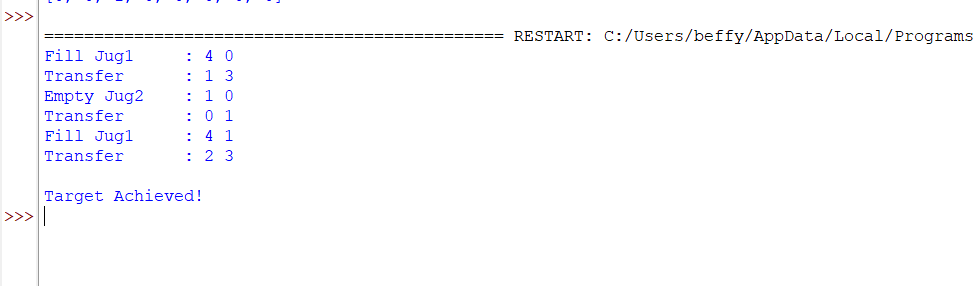 >>>
============================================== RESTART: C:/Users/beffy/AppData/Local/Programs
Fill Jug1     : 4 0
Transfer      : 1 3
Empty Jug2    : 1 0
Transfer      : 0 1
Fill Jug1     : 4 1
Transfer      : 2 3
Target Achieved!
>>>